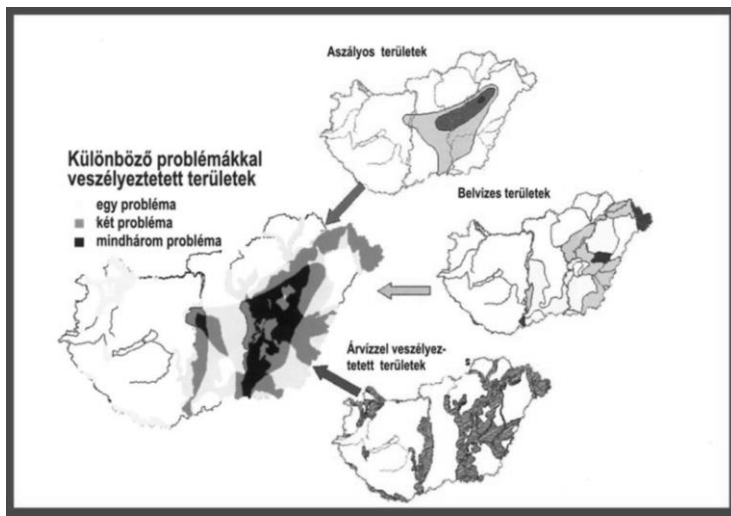 Aszályos területek
Különböző problémákkal
veszélyeztetett területek
egy probléma
két probléma
mindhárom probléma
Belvizes területek
Árvízzel veszélyez-
tetett területek
s